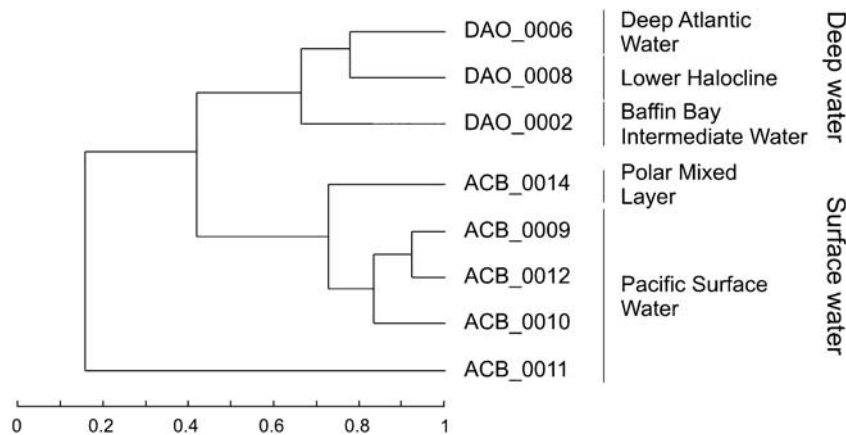 DAO_0006
Deep Atlantic
Water
DAO_0008
Lower Halocline
DAO_0002
Baffin Bay
Intermediate Water
Deep water
ACB_0014
Polar Mixed
Layer
ACB_0009
ACB_0012
Pacific Surface
Water
ACB_0010
ACB_0011
Surface water
0 0.2 0.4 0.6 0.8 1